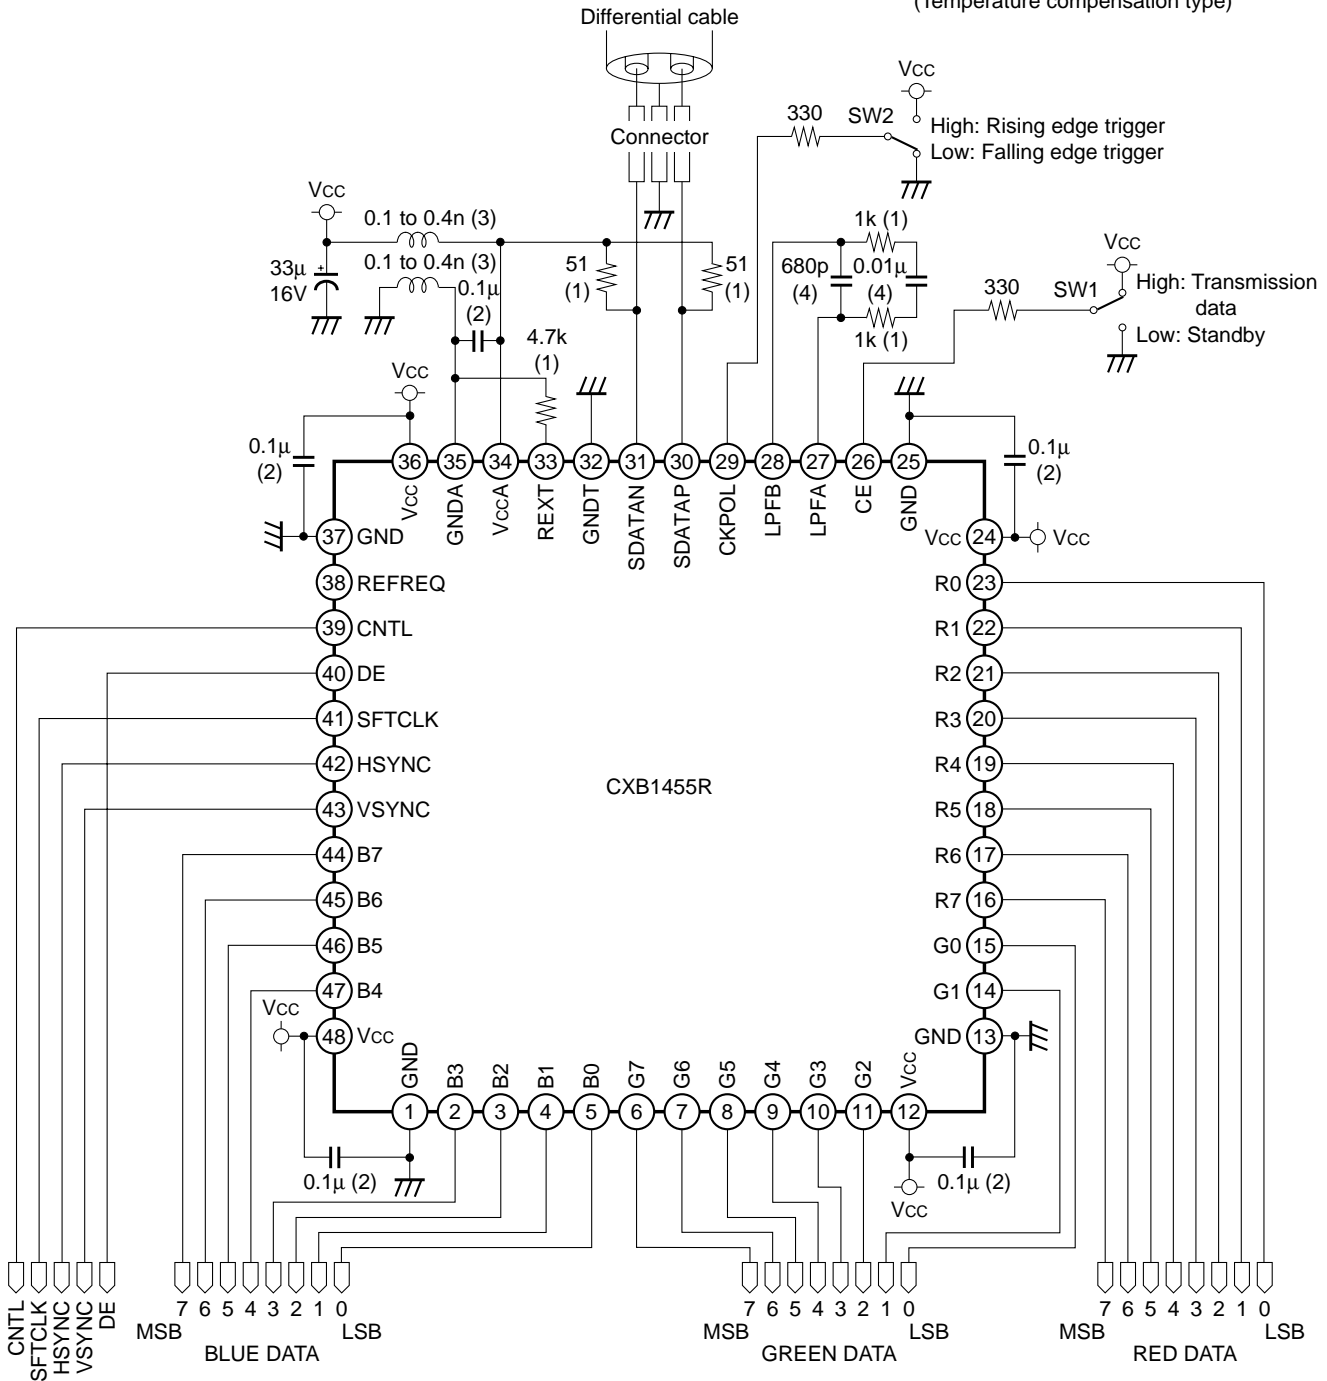 (Temperature compensation type)
Differential cable
Vcc
330
SW2
High: Rising edge trigger
Low: Falling edge trigger
Connector
Vcc
0.1 to 0.4n (3)
33µ
16V
+
0.1 to 0.4n (3)
0.1µ
(2)
4.7k
(1)
51
(1)
51
(1)
1k (1)
680p
(4)
0.01µ
(4)
1k (1)
330
SW1
Vcc
High: Transmission
data
Low: Standby
Vcc
0.1µ
(2)
0.1µ
(2)
36
35
34
33
32
31
30
29
28
27
26
25
Vcc
GNDA
VccA
REXT
GNDT
SDATAN
SDATAP
CKPOL
LPFB
LPFA
CE
GND
37 GND
Vcc 24
Vcc
38 REFREQ
R0 23
39 CNTL
R1 22
40 DE
R2 21
41 SFTCLK
R3 20
42 HSYNC
R4 19
CXB1455R
43 VSYNC
R5 18
44 B7
R6 17
45 B6
R7 16
46 B5
G0 15
47 B4
G1 14
Vcc
48 Vcc
GND 13
GND
B3
B2
B1
B0
G7
G6
G5
G4
G3
G2
Vcc
1
2
3
4
5
6
7
8
9
10
11
12
0.1µ (2)
0.1µ (2)
Vcc
CNTL
SFTCLK
HSYNC
VSYNC
DE
7 6 5 4 3 2 1 0
MSB
LSB
BLUE DATA
7 6 5 4 3 2 1 0
MSB
LSB
GREEN DATA
7 6 5 4 3 2 1 0
MSB
LSB
RED DATA